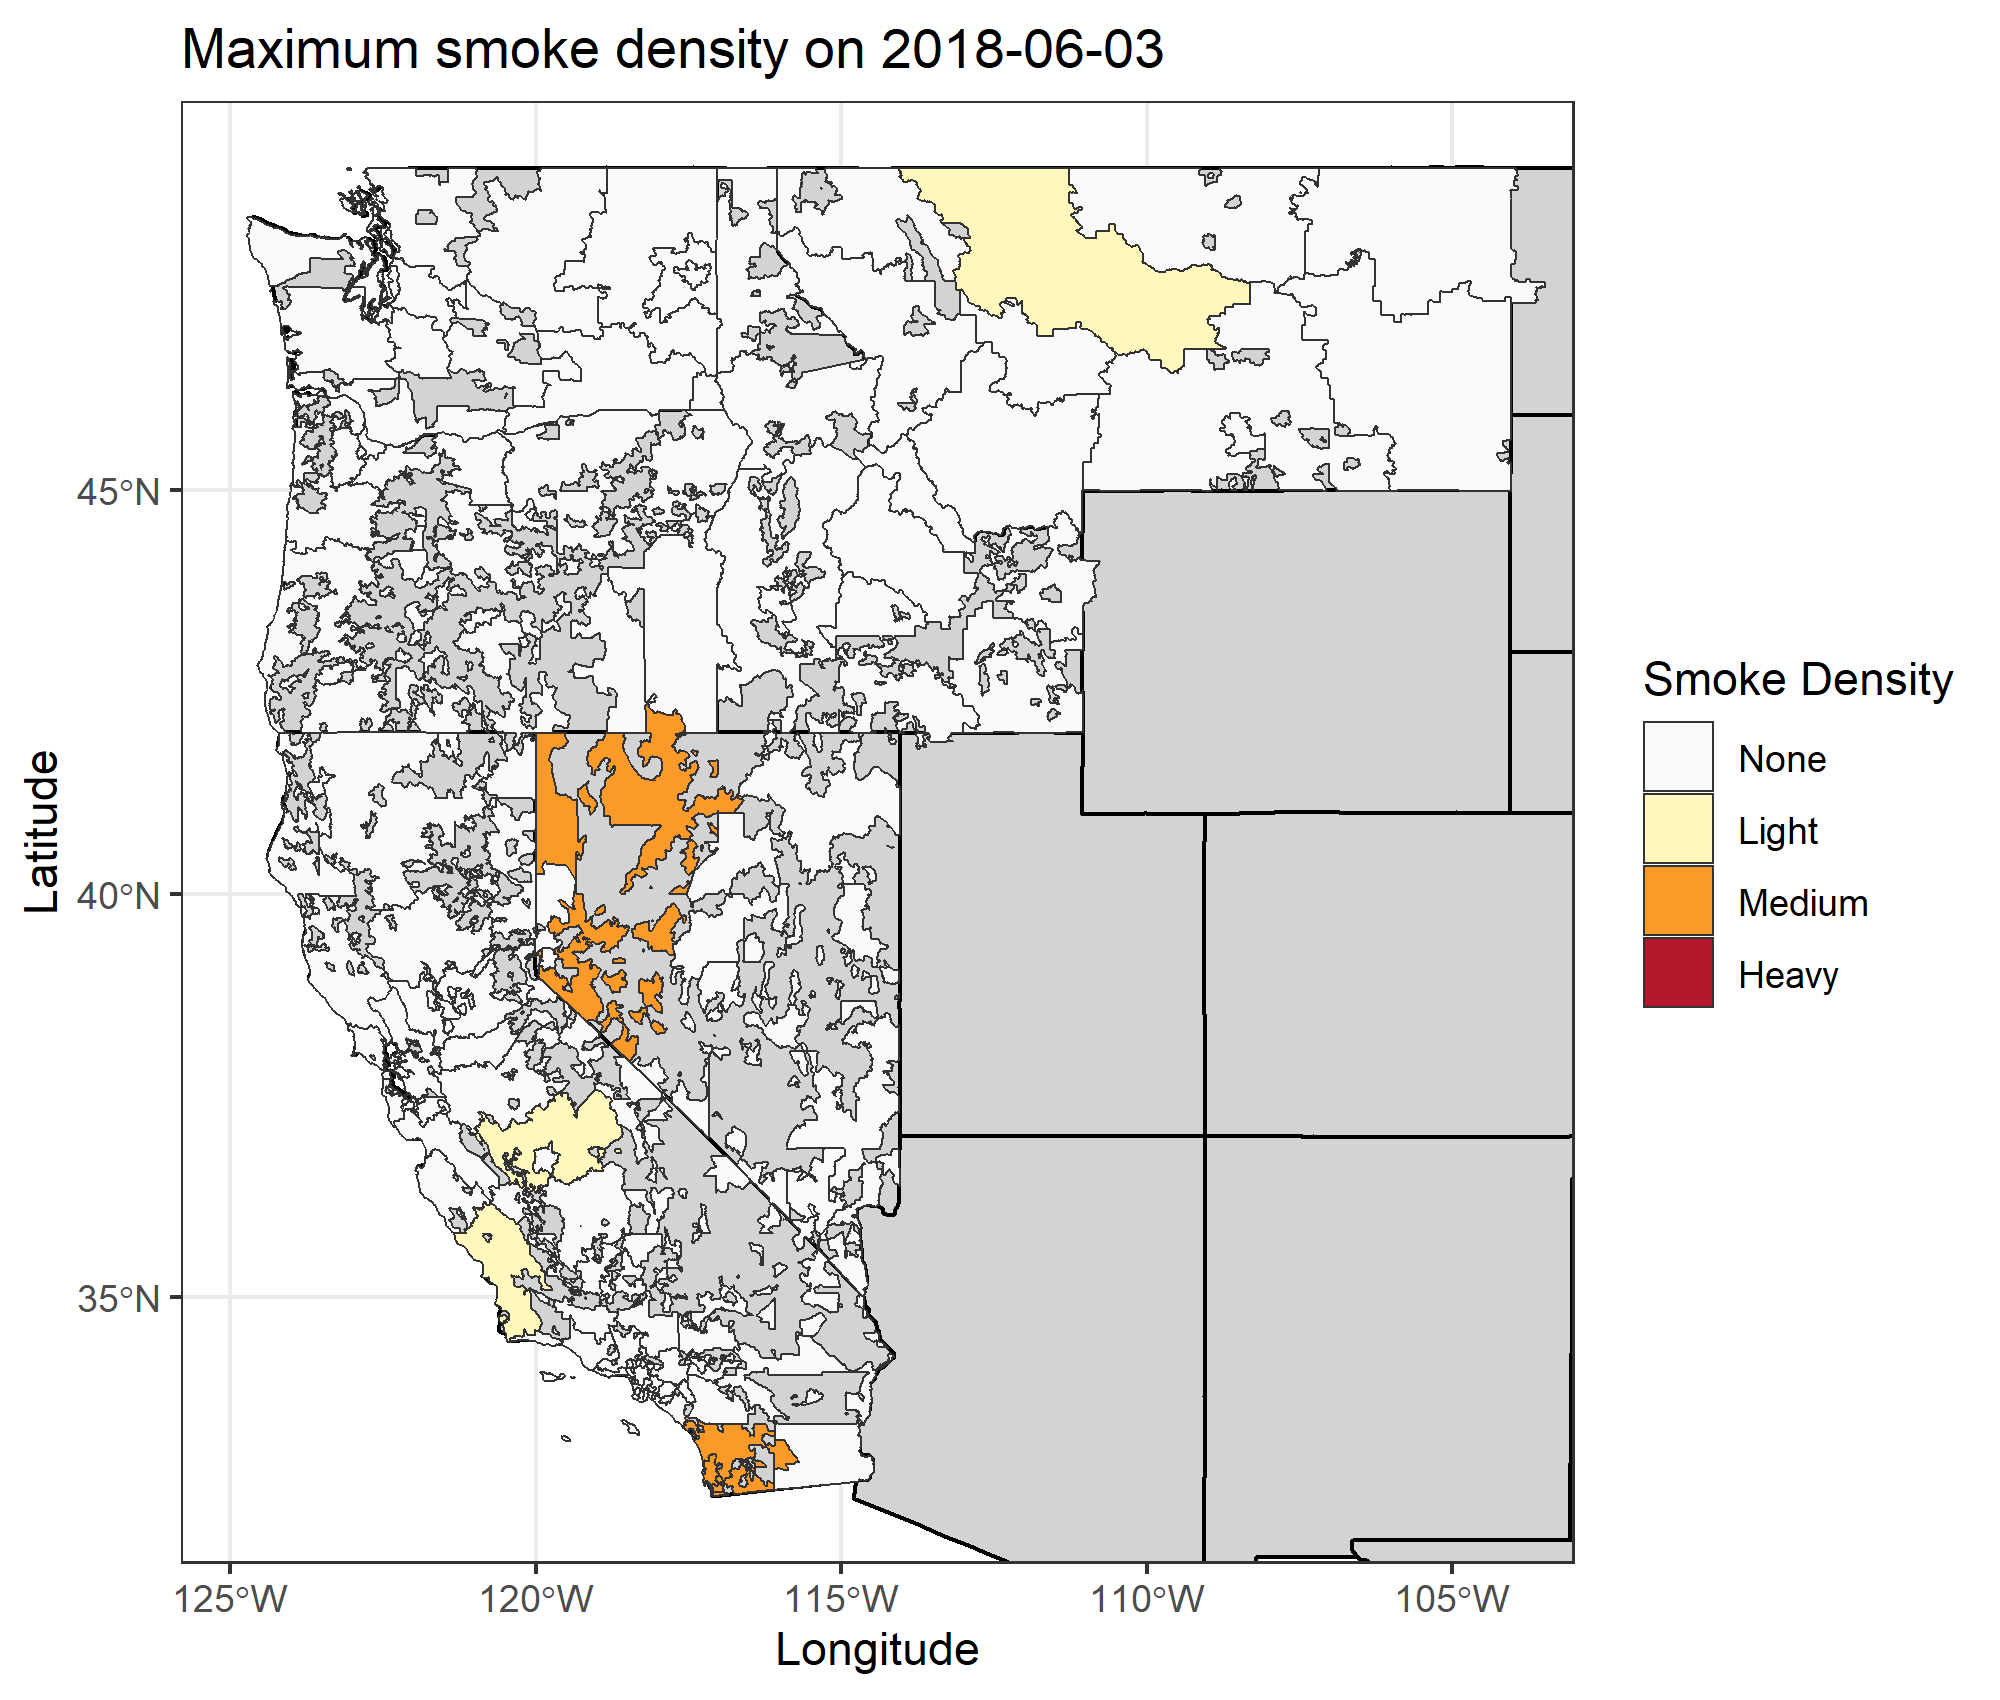 Maximum smoke density on 2018-06-03
45°N
40°N
35°N
Latitude
125°W
120°W
115°W
110°W
105°W
Longitude
Smoke Density
None
Light
Medium
Heavy